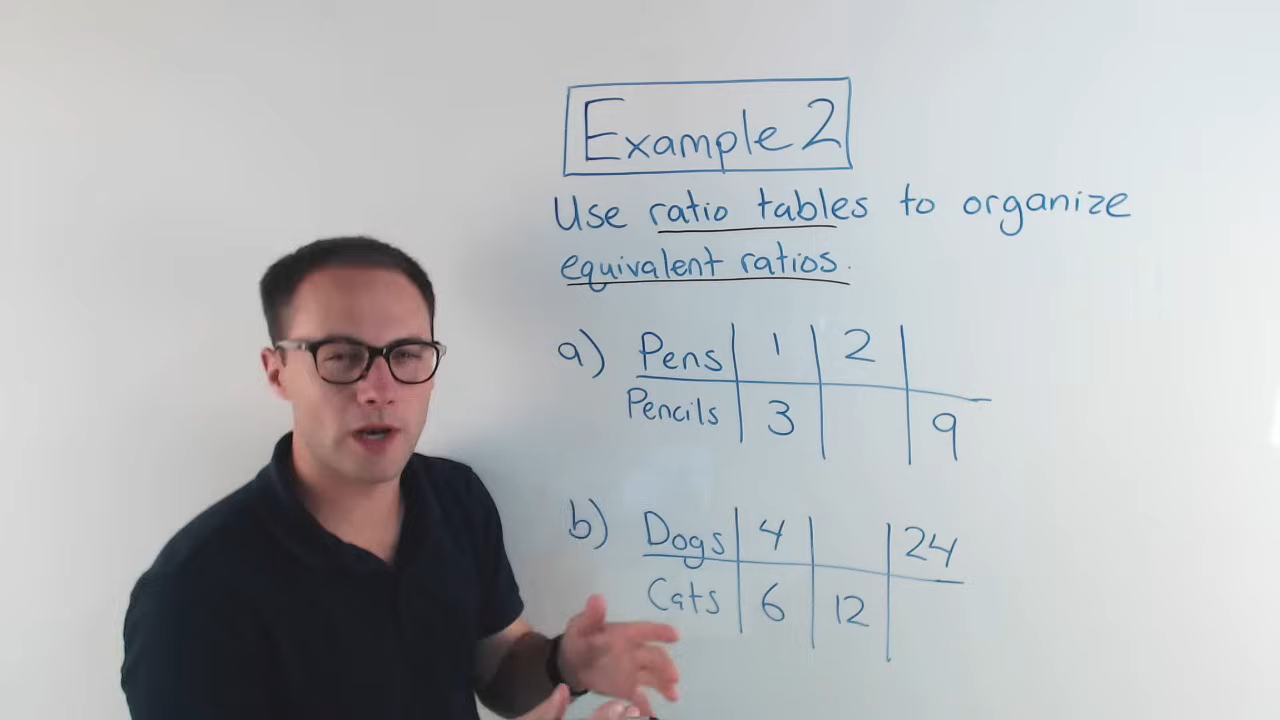 Example 2
Use ratio tables to organize
equivalent ratios.
a) Pens 1 2
Pencils 3 9
b) Dogs 4 24
Cats 6 12